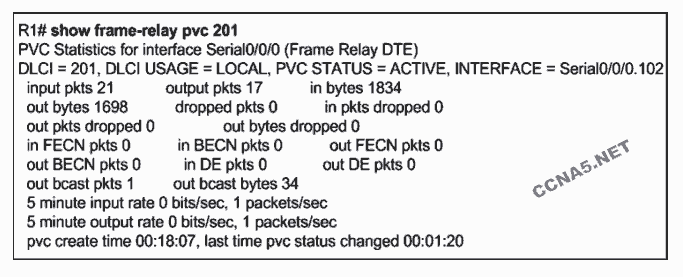 R1# show frame-relay pvc 201
PVC Statistics for interface Serial0/0/0 (Frame Relay DTE)
DLCI = 201, DLCI USAGE = LOCAL, PVC STATUS = ACTIVE, INTERFACE = Serial0/0/0.102
input pkts 21 output pkts 17 in bytes 1834
out bytes 1698 dropped pkts 0 in pkts dropped 0
out pkts dropped 0 out bytes dropped 0
in FECN pkts 0 in BECN pkts 0 out FECN pkts 0
out BECN pkts 0 in DE pkts 0 out DE pkts 0
out bcast pkts 1 out bcast bytes 34
5 minute input rate 0 bits/sec, 1 packets/sec
5 minute output rate 0 bits/sec, 1 packets/sec
pvc create time 00:18:07, last time pvc status changed 00:01:20
CCNA5.NET